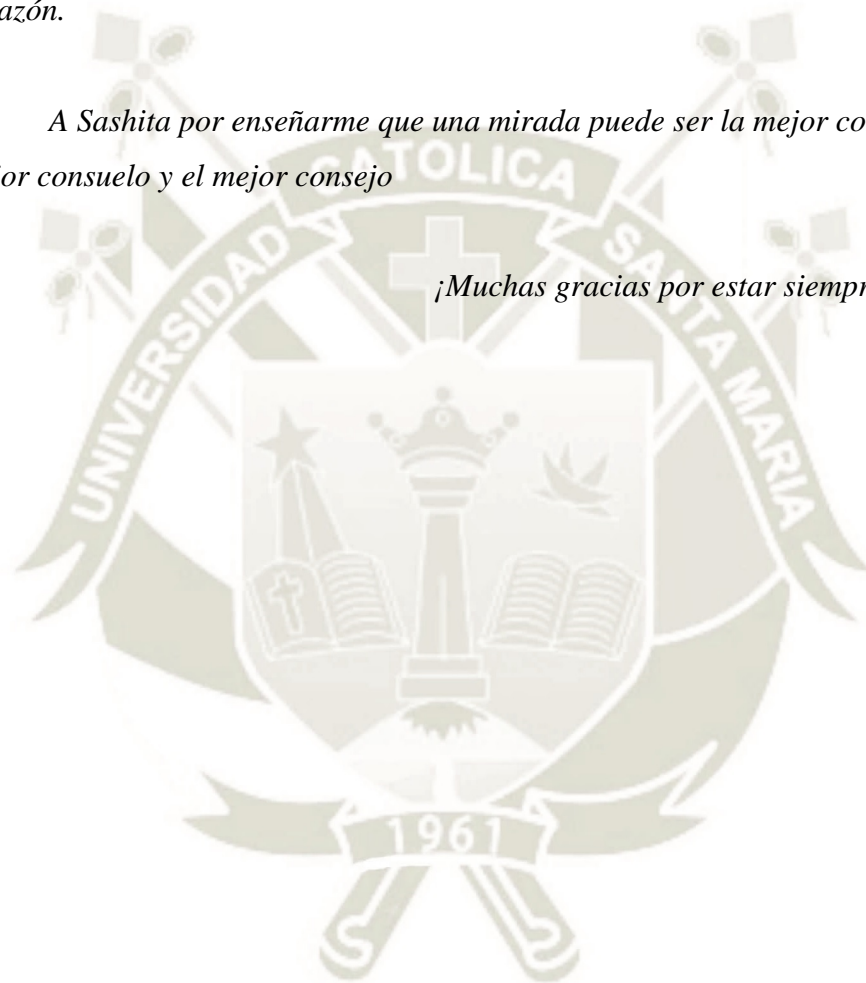 azón.
A Sashita por enseñarme que una mirada puede ser la mejor co
or consuelo y el mejor consejo
¡Muchas gracias por estar siempr
UNIVERSIDAD CATOLICA SANTA MARIA
1961